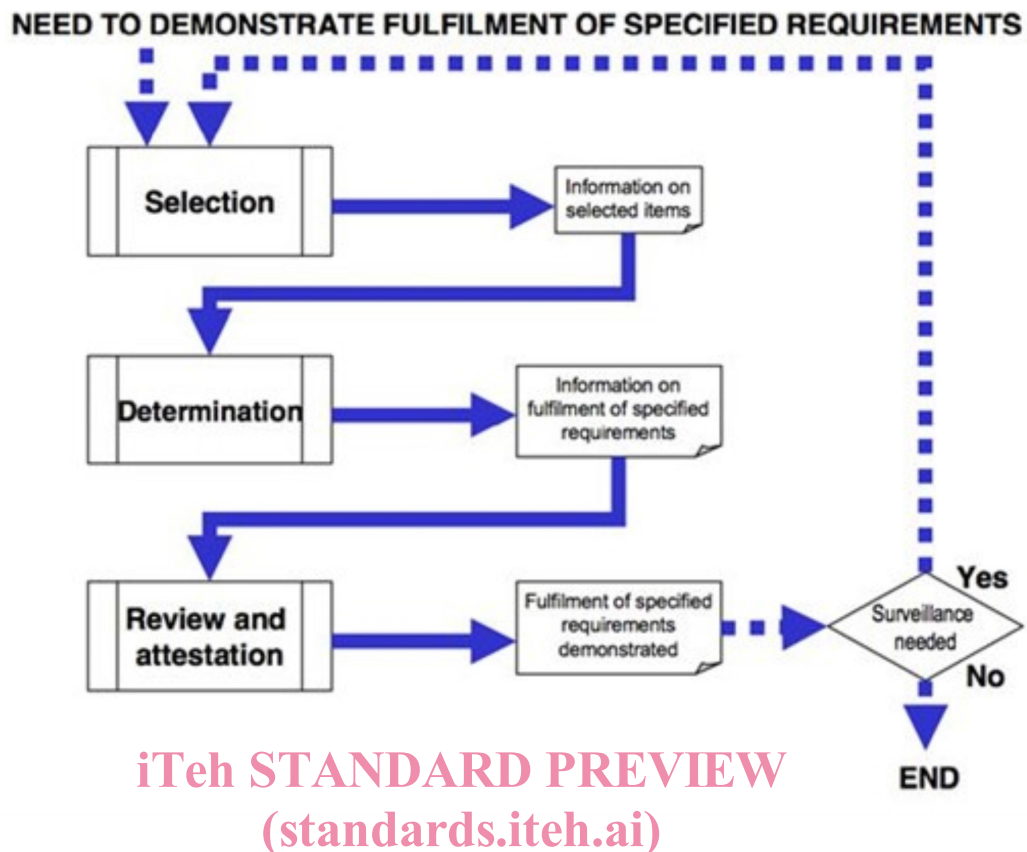 NEED TO DEMONSTRATE FULFILMENT OF SPECIFIED REQUIREMENTS
Selection
Information on
selected items
Determination
Information on
fulfilment of specified
requirements
Review and
attestation
Fulfilment of specified
requirements
demonstrated
Yes
Surveillance
needed
No
END
iTeh STANDARD PREVIEW
(standards.iteh.ai)